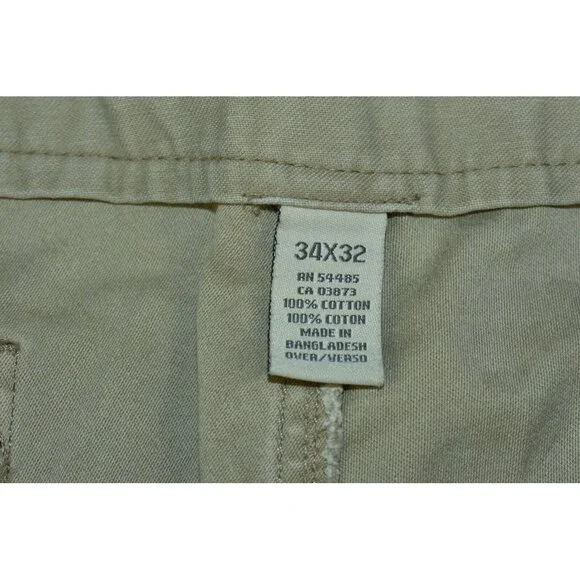 34X32
RN 54485
CA 03873
100% COTTON
100% COTON
MADE IN
BANGLADESH
OVER/VERSO